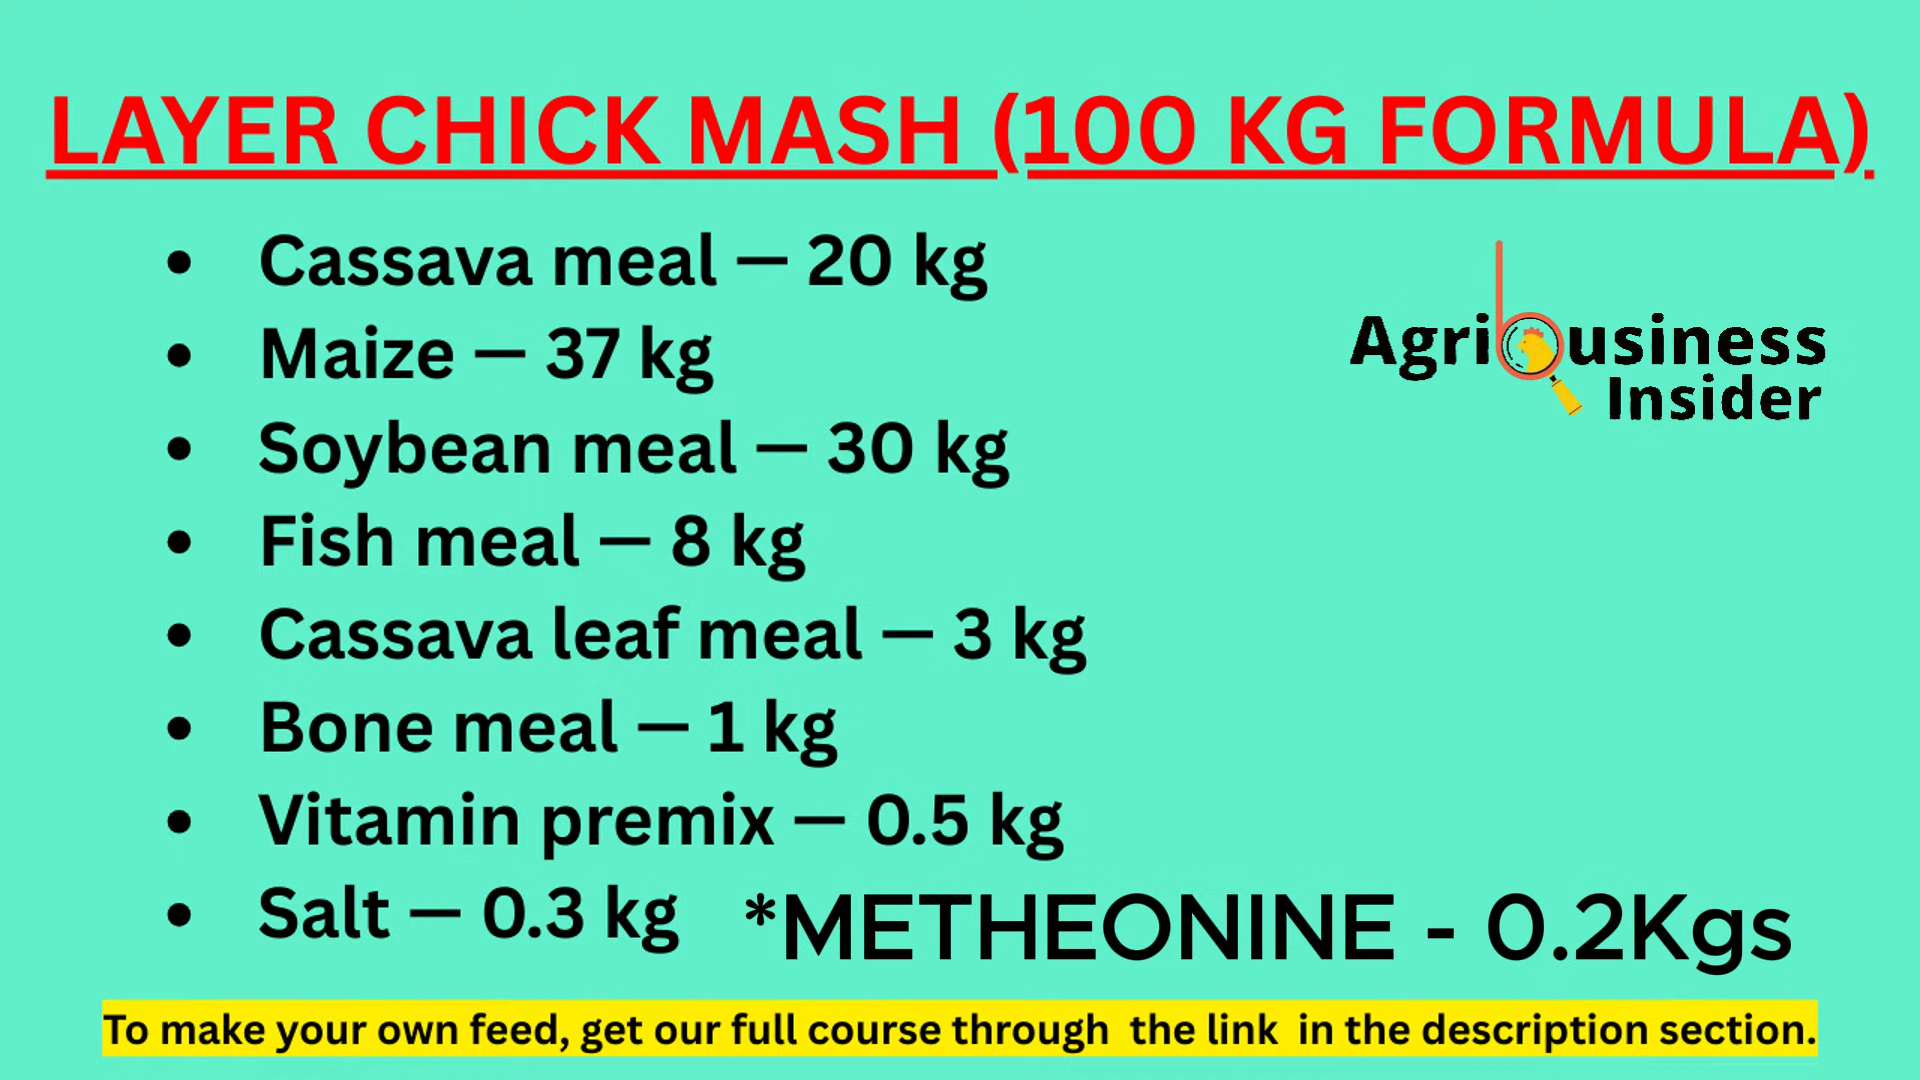 LAYER CHICK MASH (100 KG FORMULA).
• Cassava meal — 20 kg
• Maize — 37 kg
• Soybean meal — 30 kg
• Fish meal — 8 kg
• Cassava leaf meal — 3 kg
• Bone meal — 1 kg
• Vitamin premix — 0.5 kg
• Salt — 0.3 kg
*METHEONINE - 0.2Kgs
Agribusiness
Insider
To make your own feed, get our full course through the link in the description section.